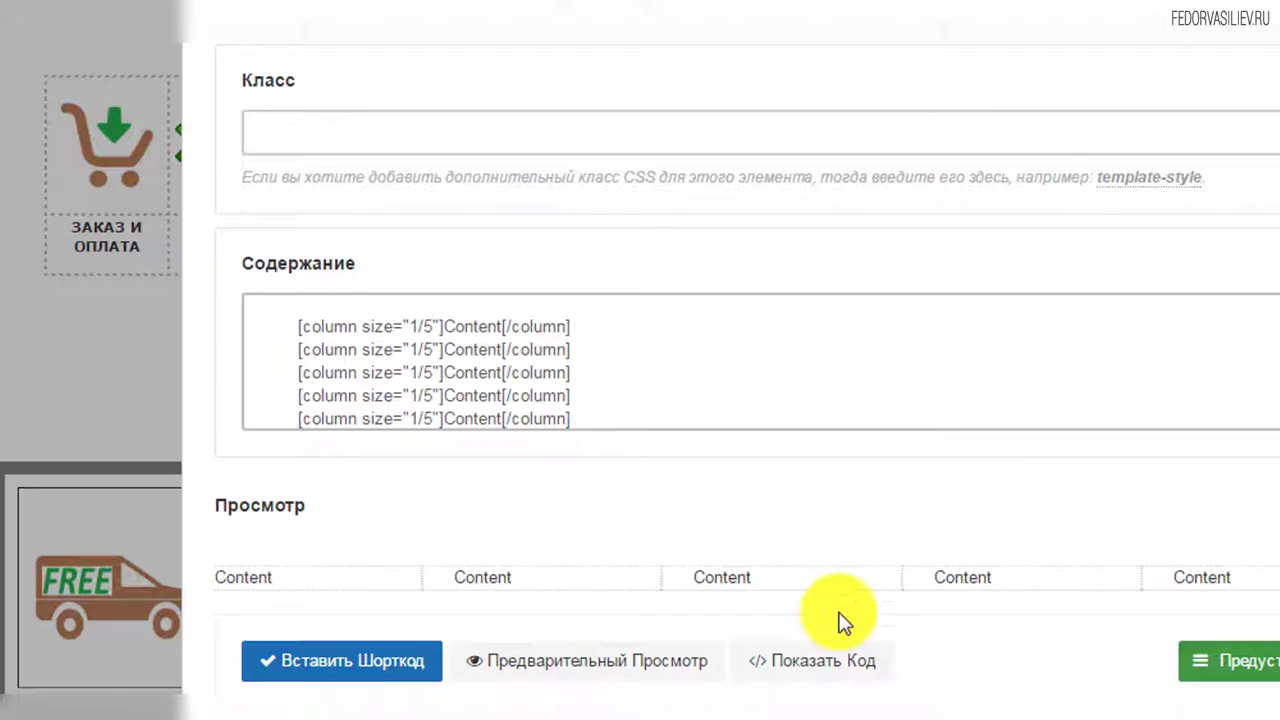 FEDORVASILIEV.RU
Класс
Если вы хотите добавить дополнительный класс CSS для этого элемента, тогда введите его здесь, например: template-style.
ЗАКАЗ И
ОПЛАТА
Содержание
[column size="1/5"]Content[/column]
[column size="1/5"]Content[/column]
[column size="1/5"]Content[/column]
[column size="1/5"]Content[/column]
[column size="1/5"]Content[/column]
Просмотр
FREE
Content Content Content Content Content
Вставить Шорткод Предварительный Просмотр </> Показать Код Предуст